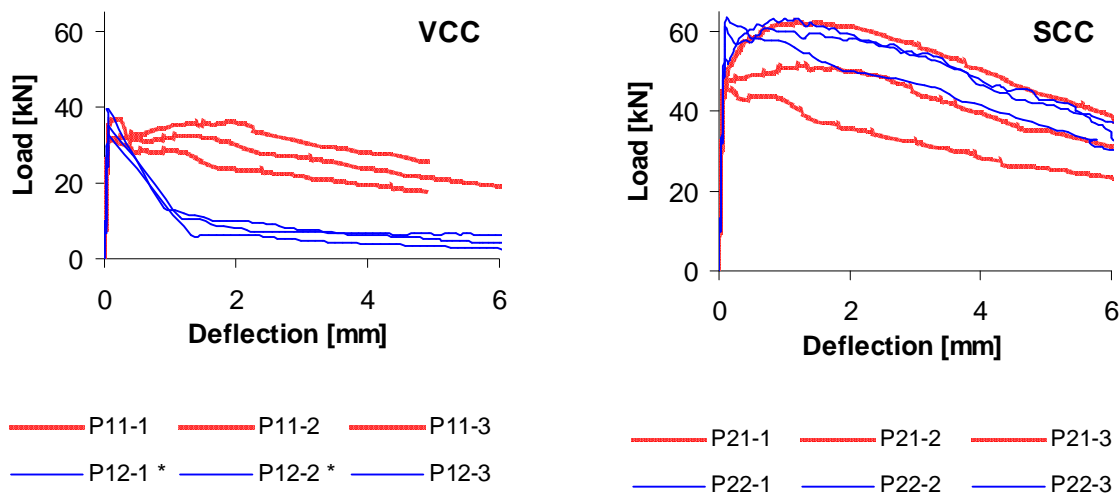 VCC
60
40
20
0
Load [kN]
0 2 4 6
Deflection [mm]
P11-1 P11-2 P11-3
P12-1 * P12-2 * P12-3
SCC
60
40
20
0
Load [kN]
0 2 4 6
Deflection [mm]
P21-1 P21-2 P21-3
P22-1 P22-2 P22-3